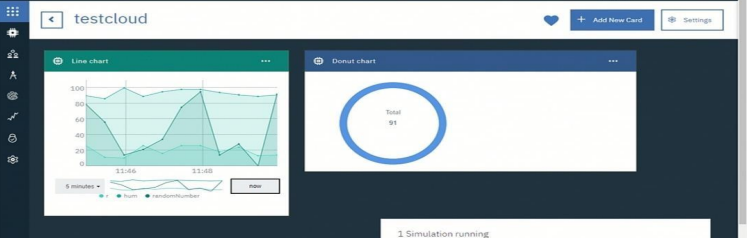 testcloud
Add New Card
Settings
Line chart
Donut chart
100
80
60
40
20
0
11:46 11:48
Total
91
5 minutes
now
t hum randomNumber
1 Simulation running